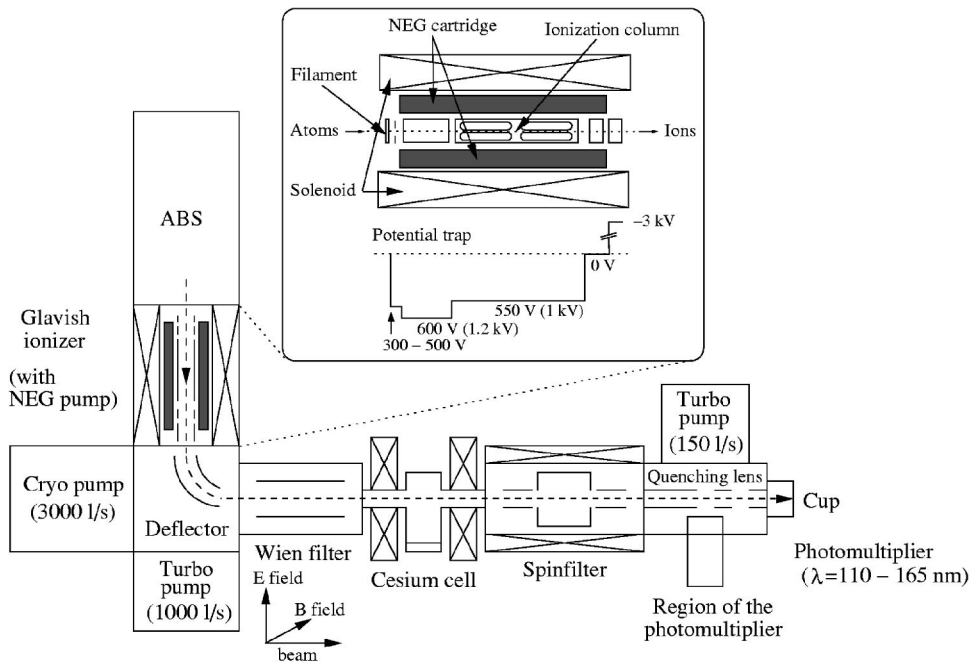 NEG cartridge
Ionization column
Filament
Atoms
Ions
Solenoid
Potential trap
−3 kV
0 V
550 V (1 kV)
600 V (1.2 kV)
300 − 500 V
ABS
Glavish
ionizer
(with
NEG pump)
Turbo
pump
(150 l/s)
Cryo pump
(3000 l/s)
Quenching lens
Cup
Deflector
Wien filter
Cesium cell
Spinfilter
Photomultiplier
(λ=110 − 165 nm)
Turbo
pump
(1000 l/s)
E field
B field
beam
Region of the
photomultiplier